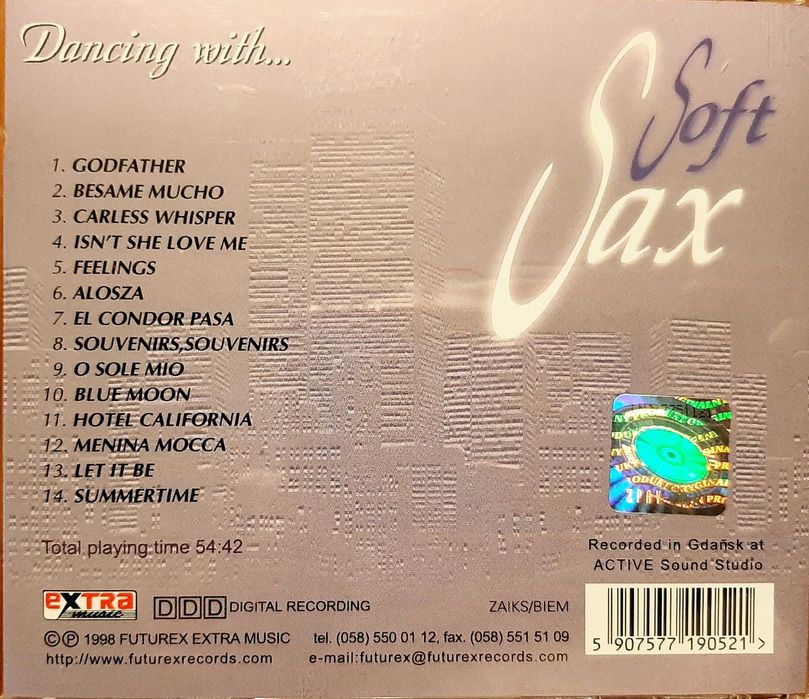 Dancing with...
Soft
Sax
1. GODFATHER
2. BESAME MUCHO
3. CARLESS WHISPER
4. ISN'T SHE LOVE ME
5. FEELINGS
6. ALOSZA
7. EL CONDOR PASA
8. SOUVENIRS,SOUVENIRS
9. O SOLE MIO
10. BLUE MOON
11. HOTEL CALIFORNIA
12. MENINA MOCCA
13. LET IT BE
14. SUMMERTIME
Total playing time 54:42
ZPAV
Recorded in Gdańsk at
ACTIVE Sound Studio
extra
music
DDD DIGITAL RECORDING
ZAIKS/BIEM
©℗ 1998 FUTUREX EXTRA MUSIC
tel. (058) 550 01 12, fax. (058) 551 51 09
http://www.futurexrecords.com
e-mail:futurex@futurexrecords.com
5 907577 190521 >